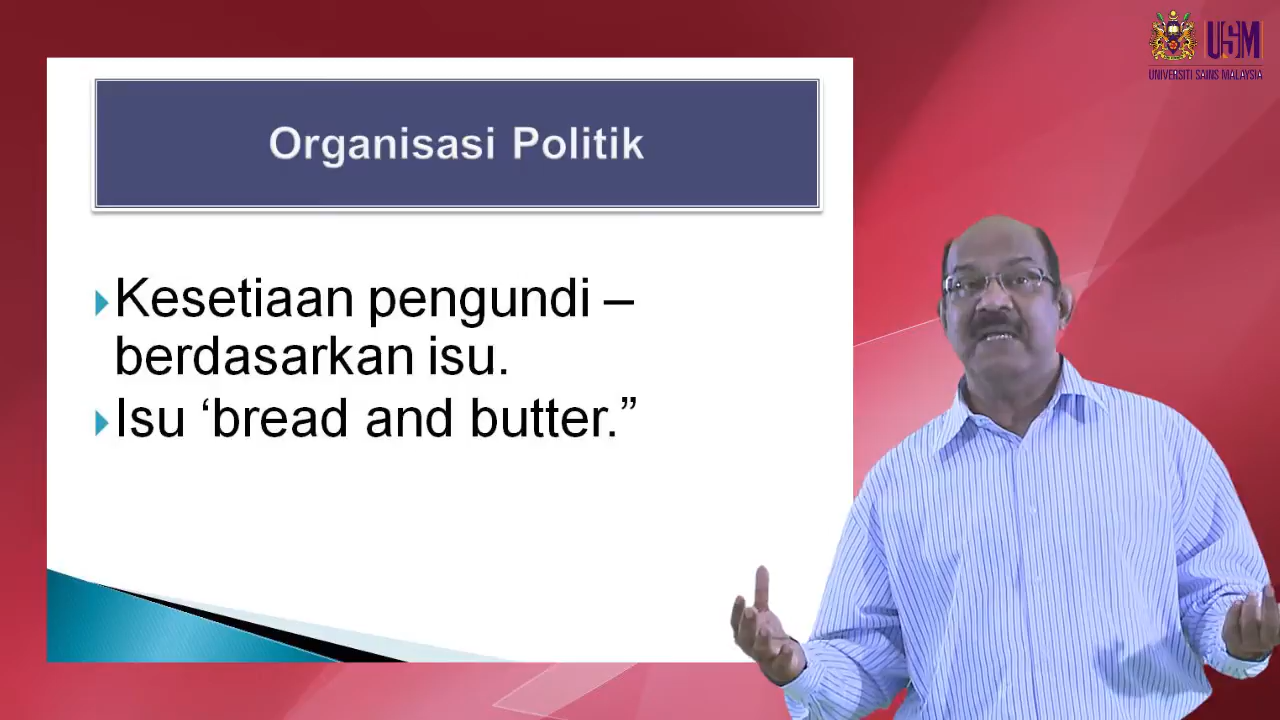 USM
UNIVERSITI SAINS MALAYSIA
Organisasi Politik
Kesetiaan pengundi –
berdasarkan isu.
Isu ‘bread and butter.”